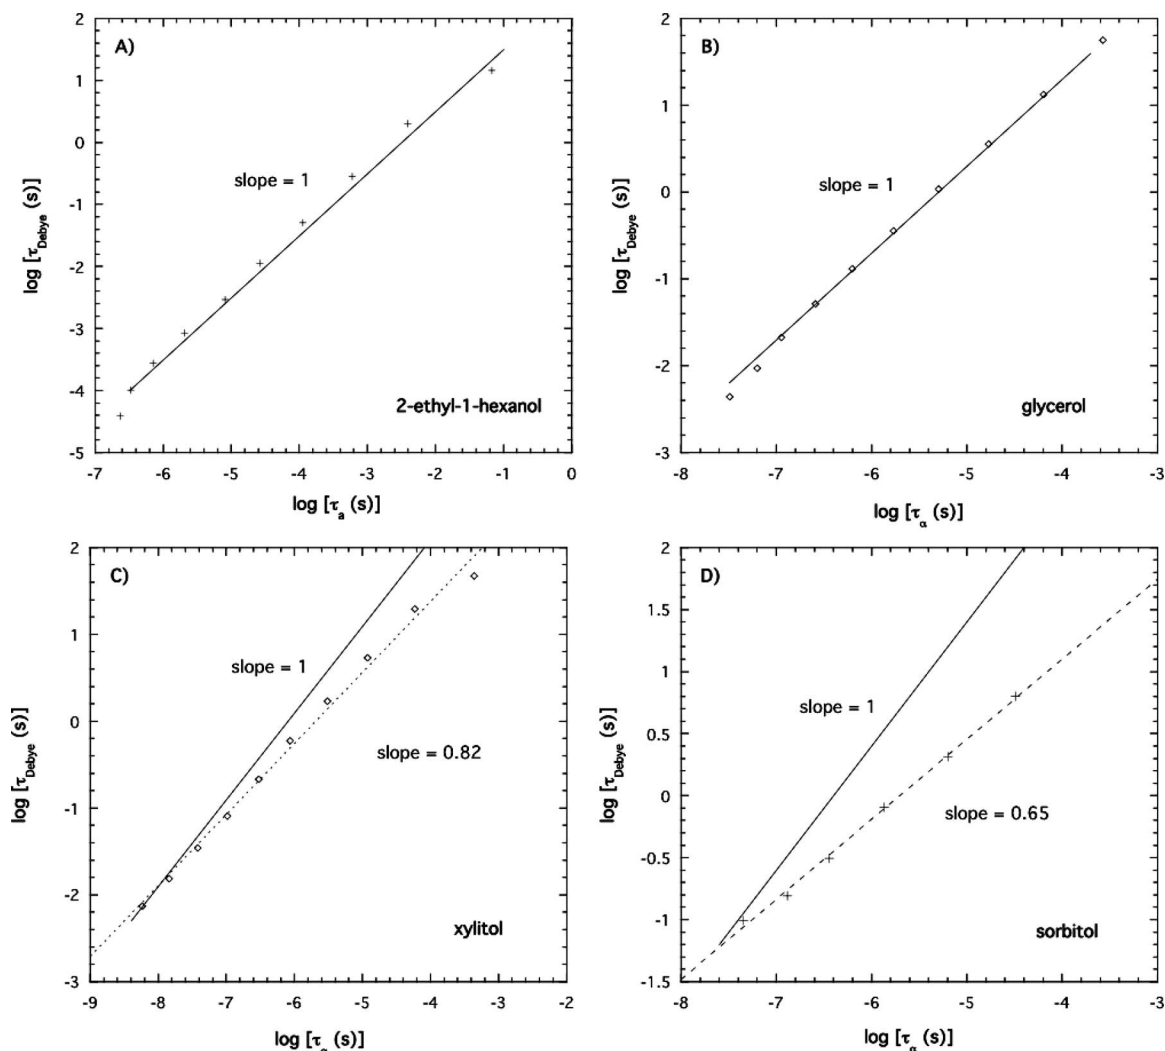 A)
2
1
0
-1
-2
-3
-4
-5
log [τDebye (s)]
slope = 1
2-ethyl-1-hexanol
-7 -6 -5 -4 -3 -2 -1 0
log [τa (s)]
B)
2
1
0
-1
-2
-3
log [τDebye (s)]
slope = 1
glycerol
-8 -7 -6 -5 -4 -3
log [τα (s)]
C)
2
1
0
-1
-2
-3
log [τDebye (s)]
slope = 1
slope = 0.82
xylitol
-9 -8 -7 -6 -5 -4 -3 -2
log [τα (s)]
D)
2
1.5
1
0.5
0
-0.5
-1
-1.5
log [τDebye (s)]
slope = 1
slope = 0.65
sorbitol
-8 -7 -6 -5 -4 -3
log [τα (s)]